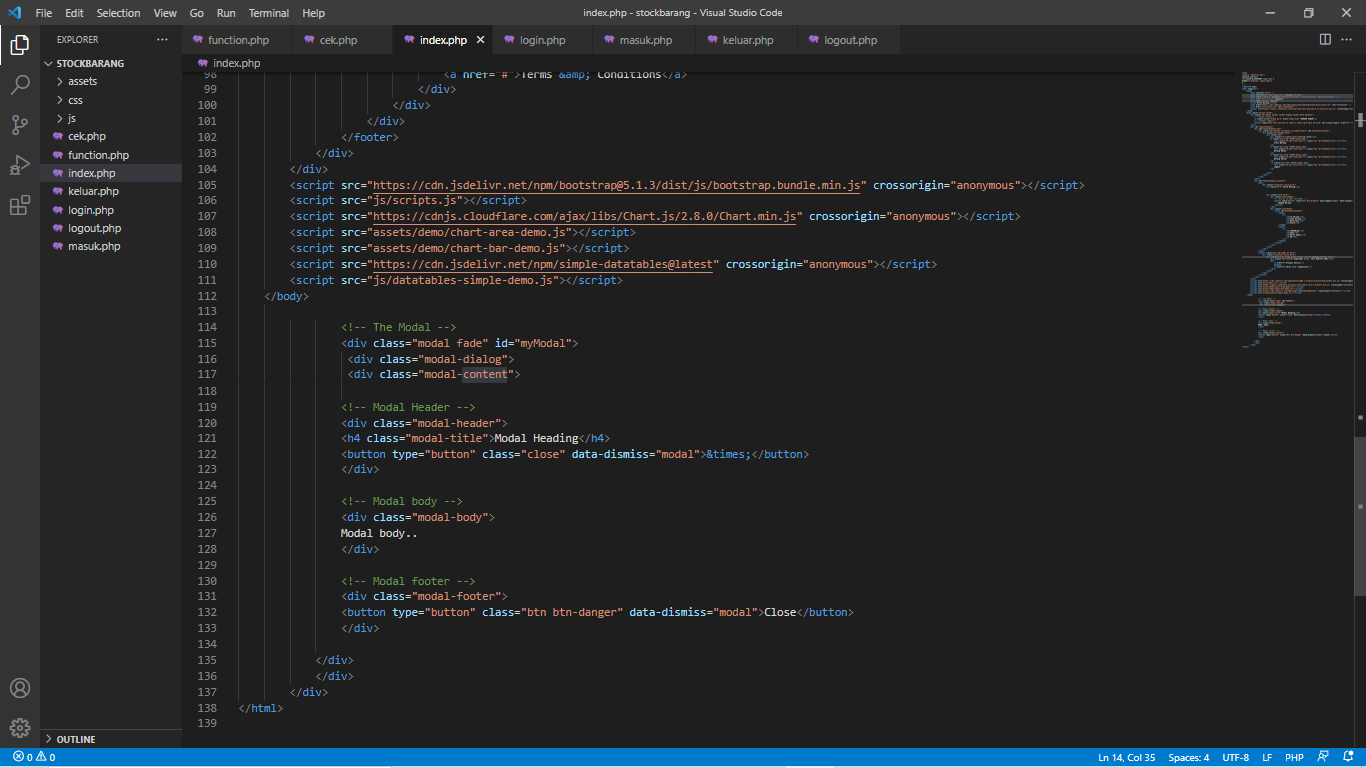 File Edit Selection View Go Run Terminal Help
index.php - stockbarang - Visual Studio Code
EXPLORER
function.php
cek.php
index.php
login.php
masuk.php
keluar.php
logout.php
STOCKBARANG
assets
css
js
cek.php
function.php
index.php
keluar.php
login.php
logout.php
masuk.php
OUTLINE
index.php
98 <a href="#">Terms &amp; Conditions</a>
99 </div>
100 </div>
101 </div>
102 </footer>
103 </div>
104 </div>
105 <script src="https://cdn.jsdelivr.net/npm/bootstrap@5.1.3/dist/js/bootstrap.bundle.min.js" crossorigin="anonymous"></script>
106 <script src="js/scripts.js"></script>
107 <script src="https://cdnjs.cloudflare.com/ajax/libs/Chart.js/2.8.0/Chart.min.js" crossorigin="anonymous"></script>
108 <script src="assets/demo/chart-area-demo.js"></script>
109 <script src="assets/demo/chart-bar-demo.js"></script>
110 <script src="https://cdn.jsdelivr.net/npm/simple-datatables@latest" crossorigin="anonymous"></script>
111 <script src="js/datatables-simple-demo.js"></script>
112 </body>
113
114 <!-- The Modal -->
115 <div class="modal fade" id="myModal">
116 <div class="modal-dialog">
117 <div class="modal-content">
118
119 <!-- Modal Header -->
120 <div class="modal-header">
121 <h4 class="modal-title">Modal Heading</h4>
122 <button type="button" class="close" data-dismiss="modal">&times;</button>
123 </div>
124
125 <!-- Modal body -->
126 <div class="modal-body">
127 Modal body..
128 </div>
129
130 <!-- Modal footer -->
131 <div class="modal-footer">
132 <button type="button" class="btn btn-danger" data-dismiss="modal">Close</button>
133 </div>
134
135 </div>
136 </div>
137 </div>
138 </html>
139
0 0
Ln 14, Col 35 Spaces: 4 UTF-8 LF PHP